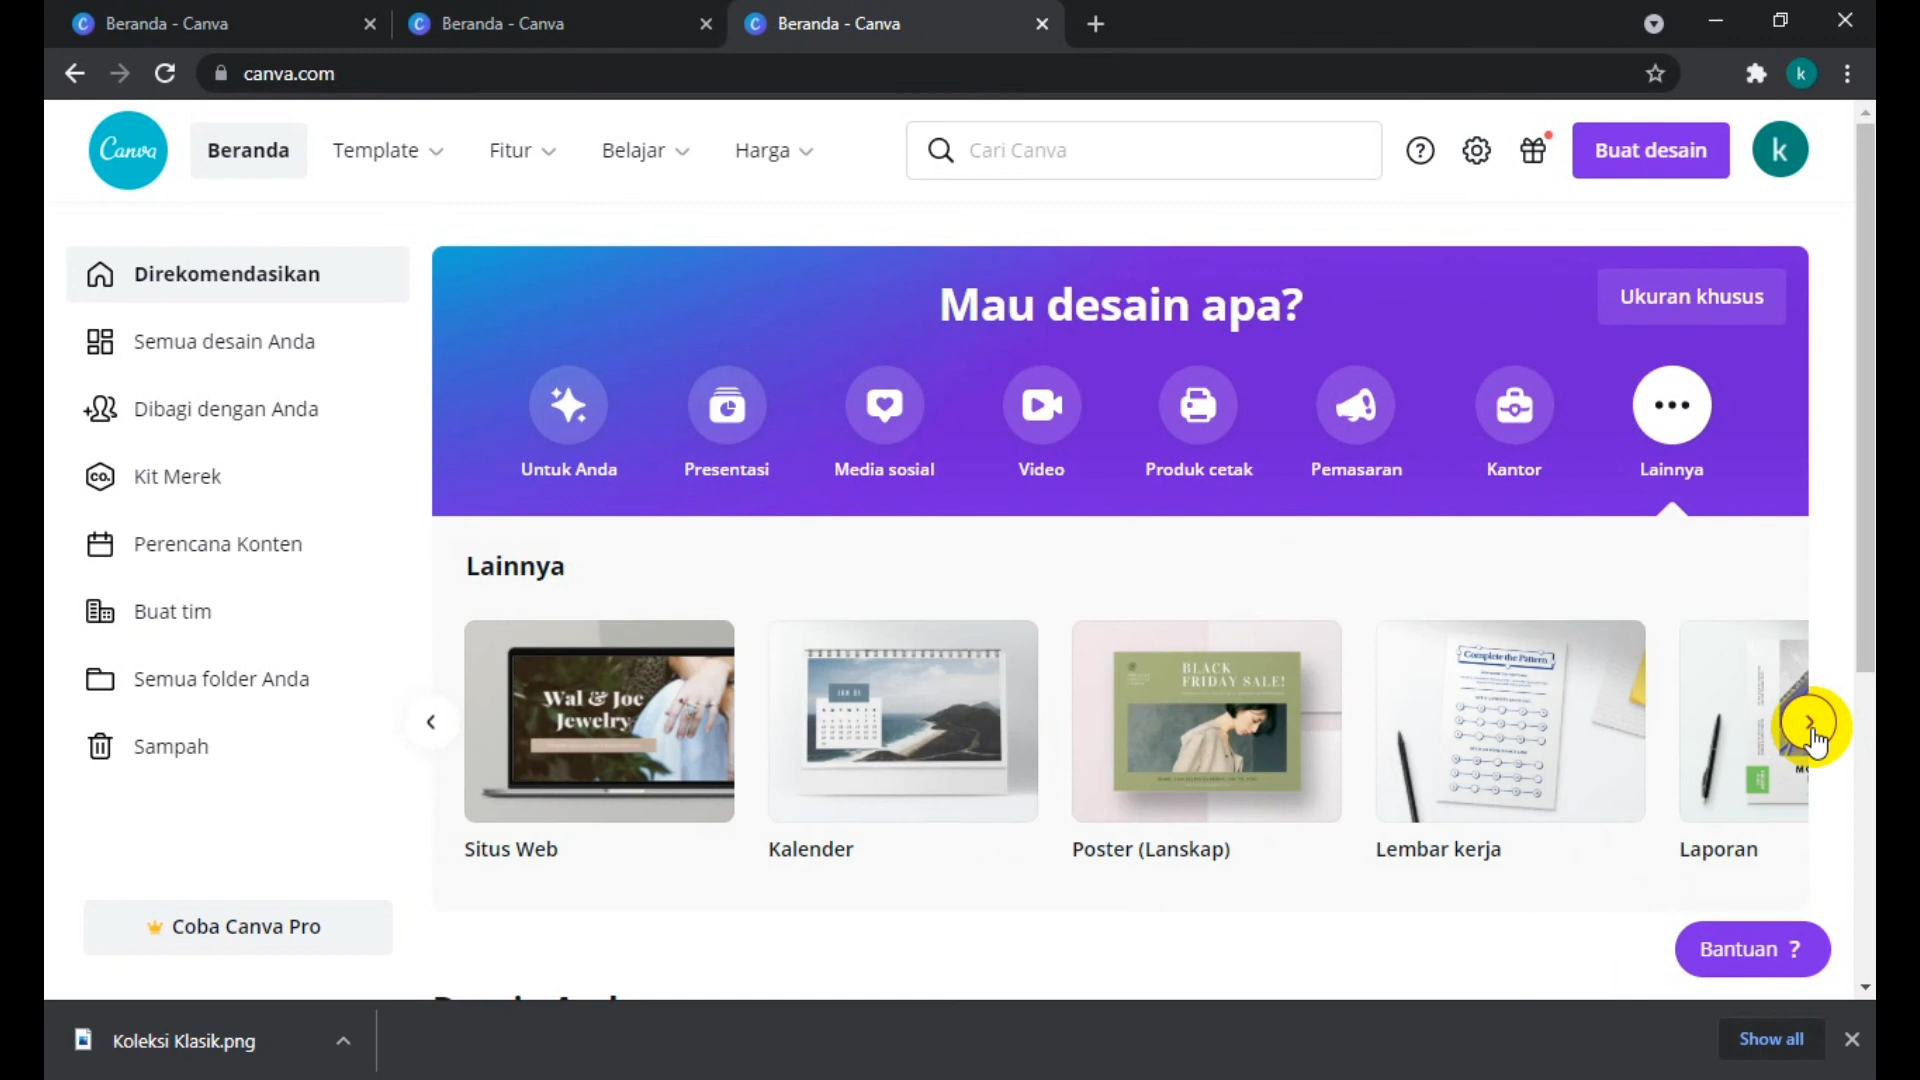 Beranda - Canva
Beranda - Canva
Beranda - Canva
canva.com
k
Canva
Beranda
Template
Fitur
Belajar
Harga
Cari Canva
Buat desain
k
Direkomendasikan
Semua desain Anda
Dibagi dengan Anda
CO. Kit Merek
Perencana Konten
Buat tim
Semua folder Anda
Sampah
Coba Canva Pro
Mau desain apa?
Ukuran khusus
Untuk Anda
Presentasi
Media sosial
Video
Produk cetak
Pemasaran
Kantor
Lainnya
Lainnya
Wal & Joe
Jewelry
JAN 01
BLACK
FRIDAY SALE!
Complete the Pattern
Situs Web
Kalender
Poster (Lanskap)
Lembar kerja
Laporan
Bantuan ?
Koleksi Klasik.png
Show all